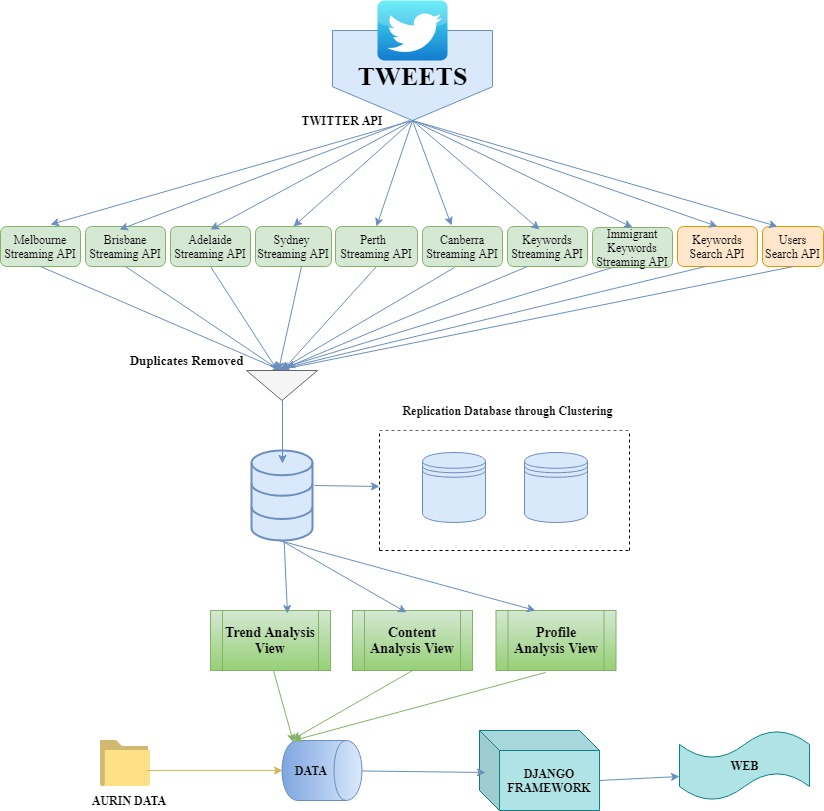 TWEETS
TWITTER API
Melbourne
Streaming API
Brisbane
Streaming API
Adelaide
Streaming API
Sydney
Streaming API
Perth
Streaming API
Canberra
Streaming API
Keywords
Streaming API
Immigrant
Keywords
Streaming API
Keywords
Search API
Users
Search API
Duplicates Removed
Replication Database through Clustering
Trend Analysis
View
Content
Analysis View
Profile
Analysis View
AURIN DATA
DATA
DJANGO
FRAMEWORK
WEB